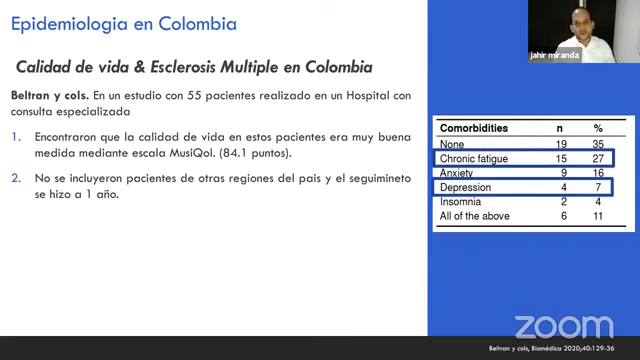 Epidemiologia en Colombia
jahir miranda
Calidad de vida & Esclerosis Multiple en Colombia
Beltran y cols. En un estudio con 55 pacientes realizado en un Hospital con
consulta especializada
1. Encontraron que la calidad de vida en estos pacientes era muy buena
medida mediante escala MusiQol. (84.1 puntos).
2. No se incluyeron pacientes de otras regiones del pais y el seguimineto
se hizo a 1 año.
Comorbidities n %
None 19 35
Chronic fatigue 15 27
Anxiety 9 16
Depression 4 7
Insomnia 2 4
All of the above 6 11
zoom
Beltran y cols, Biomédica 2020;40:129-36